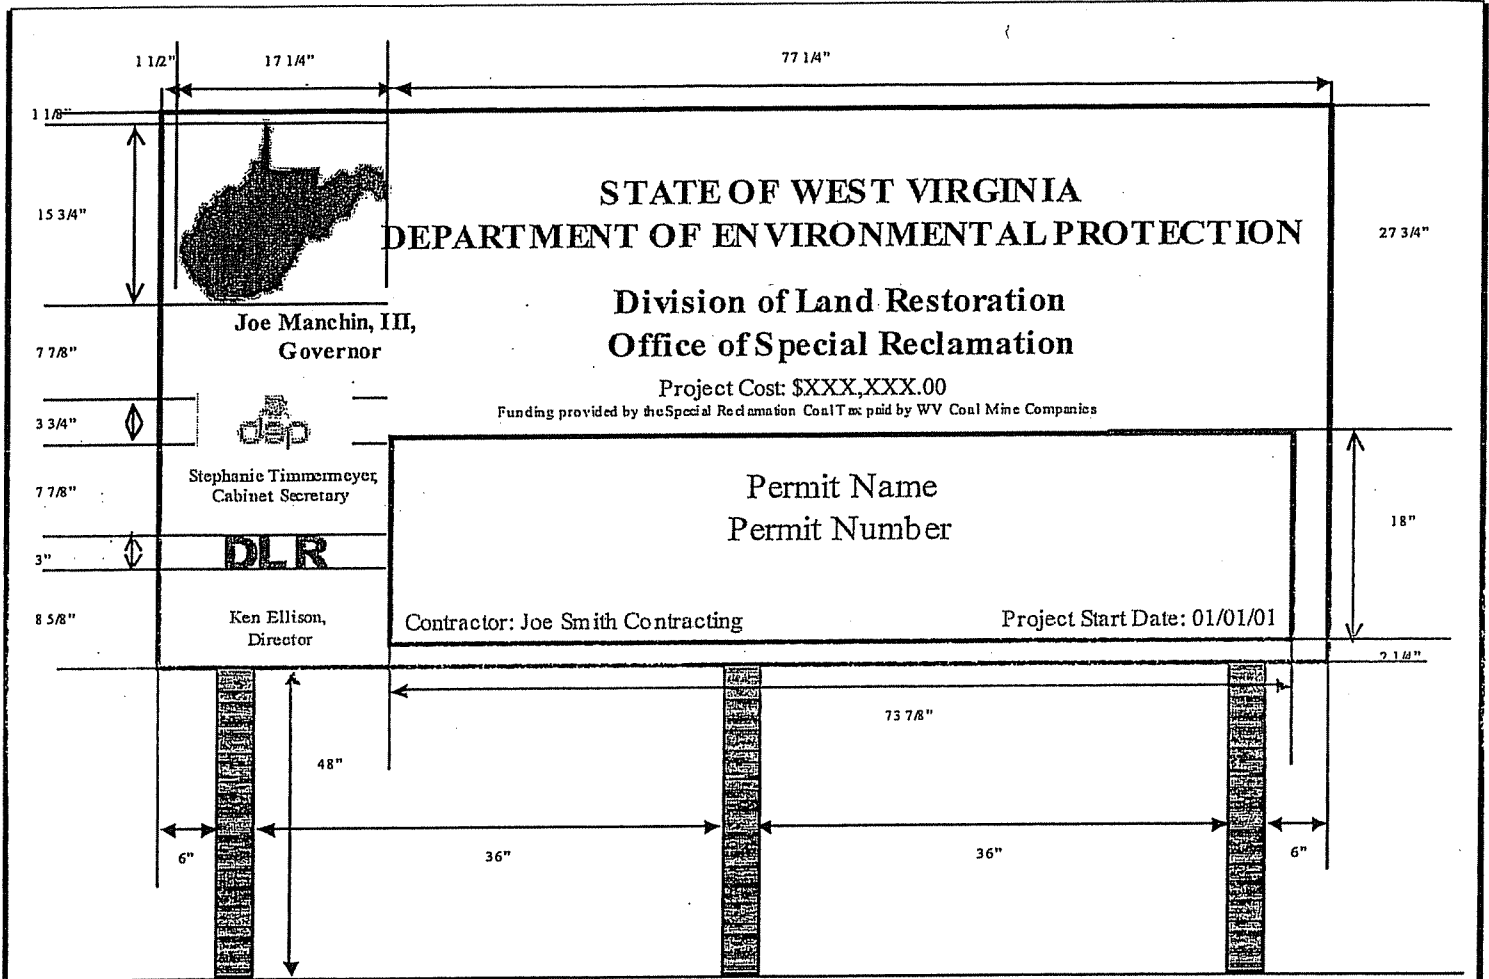 1 1/2" 17 1/4" 77 1/4"
1 1/8"
15 3/4"
STATE OF WEST VIRGINIA
DEPARTMENT OF ENVIRONMENTAL PROTECTION
27 3/4"
Division of Land Restoration
Office of Special Reclamation
Joe Manchin, III,
Governor
7 7/8"
Project Cost: $XXX,XXX.00
Funding provided by the Special Reclamation Coal Tax paid by WV Coal Mine Companies
3 3/4"
dep
Stephanie Timmermeyer,
Cabinet Secretary
7 7/8"
Permit Name
Permit Number
18"
3"
DLR
8 5/8"
Ken Ellison,
Director
Contractor: Joe Smith Contracting Project Start Date: 01/01/01
2 1/4"
73 7/8"
48"
6" 36" 36" 6"